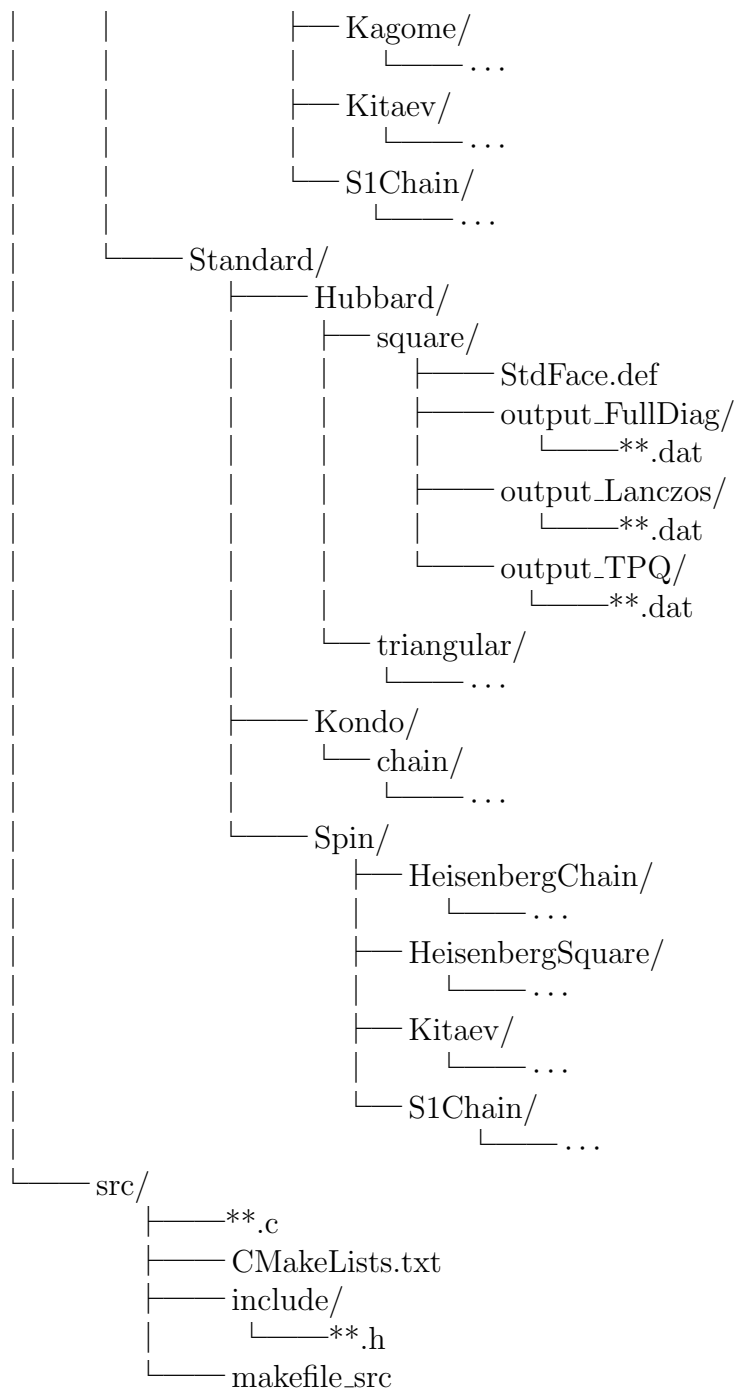 Kagome/
...
Kitaev/
...
S1Chain/
...
Standard/
Hubbard/
square/
StdFace.def
output_FullDiag/
**.dat
output_Lanczos/
**.dat
output_TPQ/
**.dat
triangular/
...
Kondo/
chain/
...
Spin/
HeisenbergChain/
...
HeisenbergSquare/
...
Kitaev/
...
S1Chain/
...
src/
**.c
CMakeLists.txt
include/
**.h
makefile_src